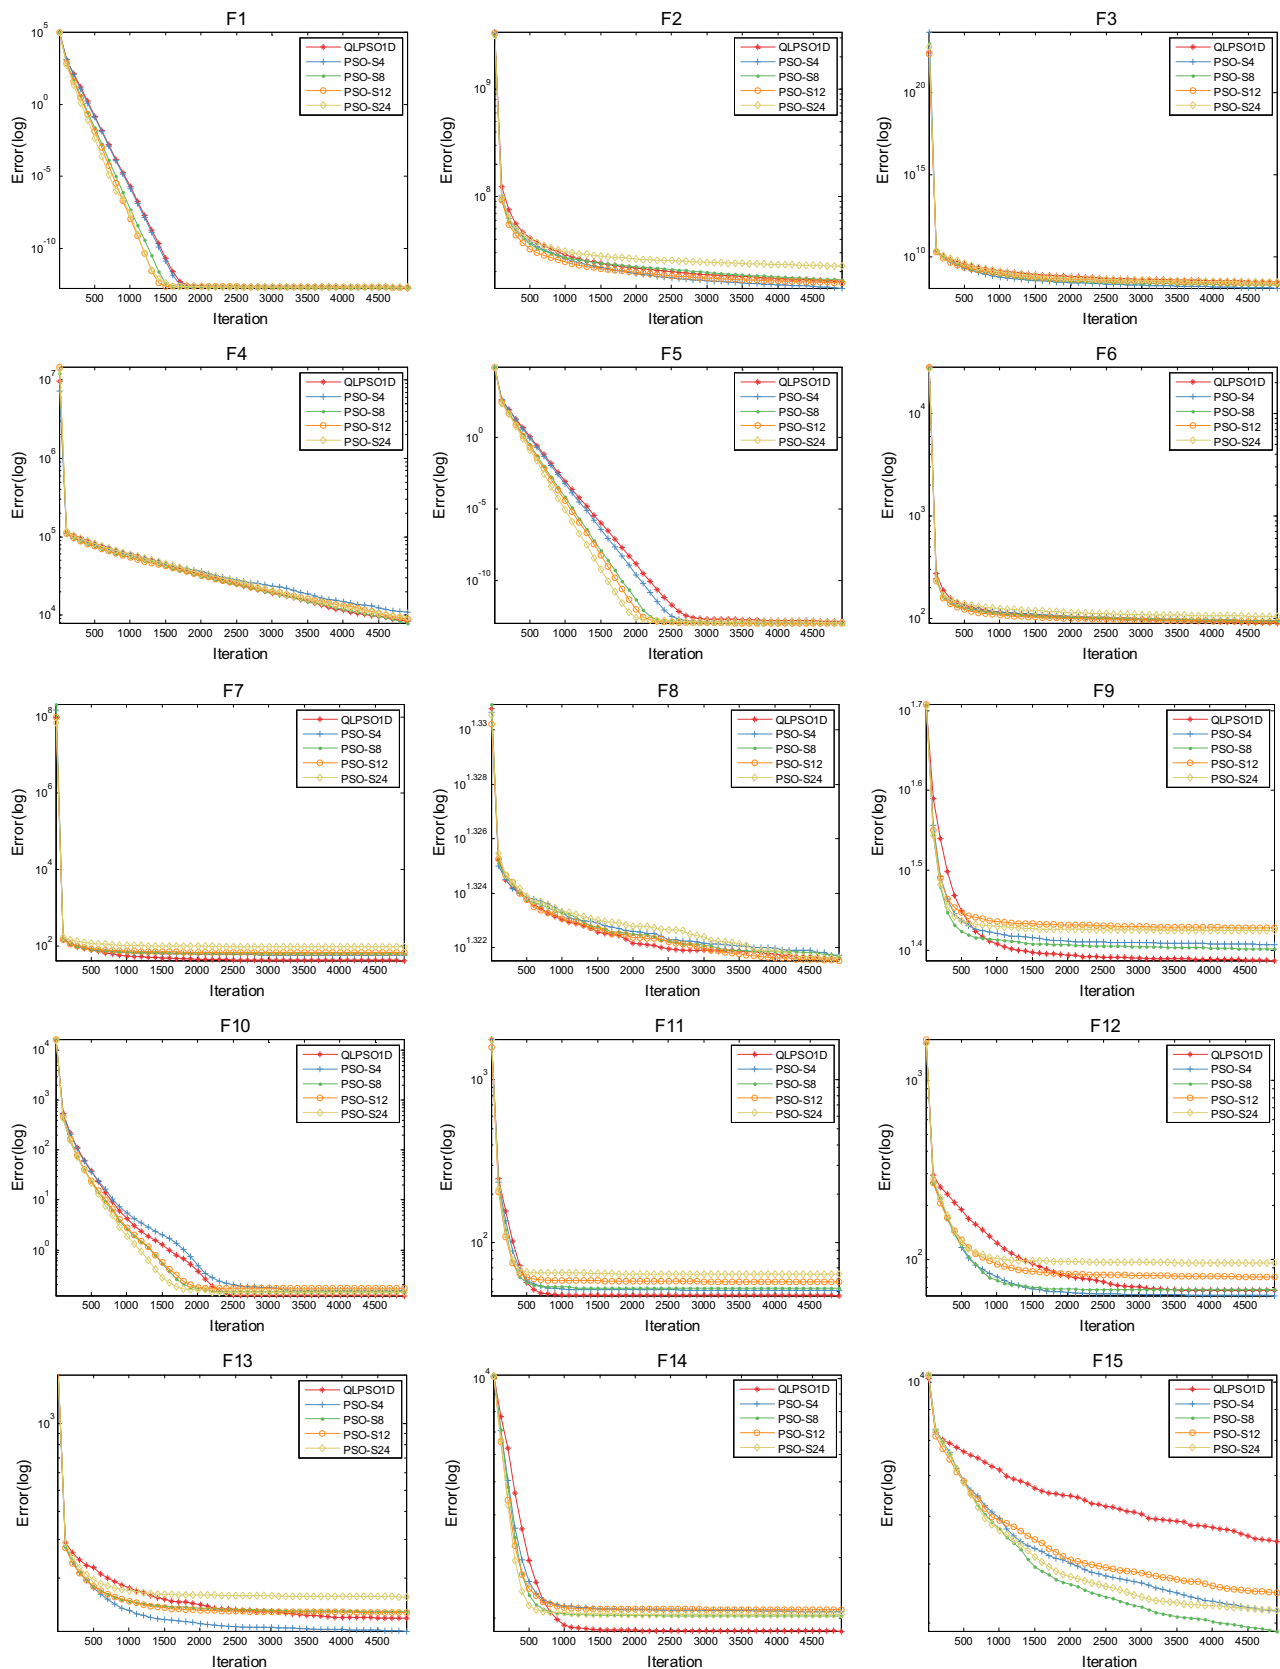 F1
Error(log)
10^5
10^0
10^-5
10^-10
QLPSO1D
PSO-S4
PSO-S8
PSO-S12
PSO-S24
500 1000 1500 2000 2500 3000 3500 4000 4500
Iteration
F2
Error(log)
10^9
10^8
QLPSO1D
PSO-S4
PSO-S8
PSO-S12
PSO-S24
500 1000 1500 2000 2500 3000 3500 4000 4500
Iteration
F3
Error(log)
10^20
10^15
10^10
QLPSO1D
PSO-S4
PSO-S8
PSO-S12
PSO-S24
500 1000 1500 2000 2500 3000 3500 4000 4500
Iteration
F4
Error(log)
10^7
10^6
10^5
10^4
QLPSO1D
PSO-S4
PSO-S8
PSO-S12
PSO-S24
500 1000 1500 2000 2500 3000 3500 4000 4500
Iteration
F5
Error(log)
10^0
10^-5
10^-10
QLPSO1D
PSO-S4
PSO-S8
PSO-S12
PSO-S24
500 1000 1500 2000 2500 3000 3500 4000 4500
Iteration
F6
Error(log)
10^4
10^3
10^2
QLPSO1D
PSO-S4
PSO-S8
PSO-S12
PSO-S24
500 1000 1500 2000 2500 3000 3500 4000 4500
Iteration
F7
Error(log)
10^8
10^6
10^4
10^2
QLPSO1D
PSO-S4
PSO-S8
PSO-S12
PSO-S24
500 1000 1500 2000 2500 3000 3500 4000 4500
Iteration
F8
Error(log)
10^1.33
10^1.328
10^1.326
10^1.324
10^1.322
QLPSO1D
PSO-S4
PSO-S8
PSO-S12
PSO-S24
500 1000 1500 2000 2500 3000 3500 4000 4500
Iteration
F9
Error(log)
10^1.7
10^1.6
10^1.5
10^1.4
QLPSO1D
PSO-S4
PSO-S8
PSO-S12
PSO-S24
500 1000 1500 2000 2500 3000 3500 4000 4500
Iteration
F10
Error(log)
10^4
10^3
10^2
10^1
10^0
QLPSO1D
PSO-S4
PSO-S8
PSO-S12
PSO-S24
500 1000 1500 2000 2500 3000 3500 4000 4500
Iteration
F11
Error(log)
10^3
10^2
QLPSO1D
PSO-S4
PSO-S8
PSO-S12
PSO-S24
500 1000 1500 2000 2500 3000 3500 4000 4500
Iteration
F12
Error(log)
10^3
10^2
QLPSO1D
PSO-S4
PSO-S8
PSO-S12
PSO-S24
500 1000 1500 2000 2500 3000 3500 4000 4500
Iteration
F13
Error(log)
10^3
QLPSO1D
PSO-S4
PSO-S8
PSO-S12
PSO-S24
500 1000 1500 2000 2500 3000 3500 4000 4500
Iteration
F14
Error(log)
10^4
QLPSO1D
PSO-S4
PSO-S8
PSO-S12
PSO-S24
500 1000 1500 2000 2500 3000 3500 4000 4500
Iteration
F15
Error(log)
10^4
QLPSO1D
PSO-S4
PSO-S8
PSO-S12
PSO-S24
500 1000 1500 2000 2500 3000 3500 4000 4500
Iteration